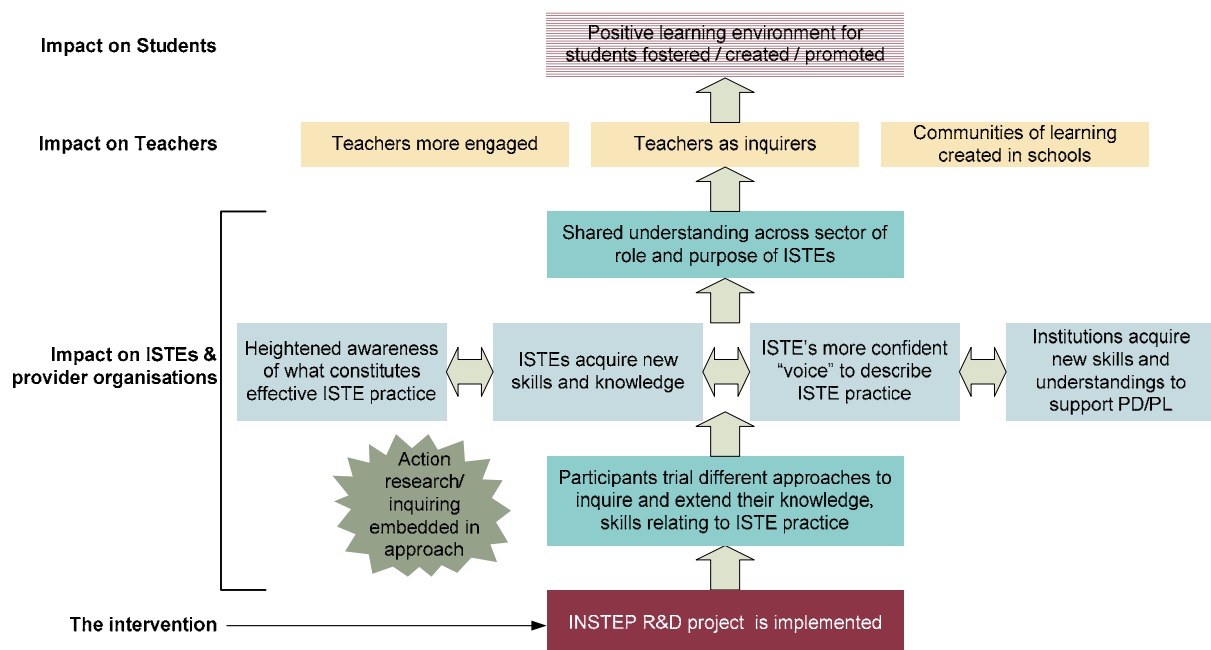 Impact on Students
Positive learning environment for
students fostered / created / promoted
Impact on Teachers
Teachers more engaged
Teachers as inquirers
Communities of learning
created in schools
Shared understanding across sector of
role and purpose of ISTEs
Impact on ISTEs &
provider organisations
Heightened awareness
of what constitutes
effective ISTE practice
ISTEs acquire new
skills and knowledge
ISTE's more confident
“voice” to describe
ISTE practice
Institutions acquire
new skills and
understandings to
support PD/PL
Action
research/
inquiring
embedded in
approach
Participants trial different approaches to
inquire and extend their knowledge,
skills relating to ISTE practice
The intervention
INSTEP R&D project is implemented